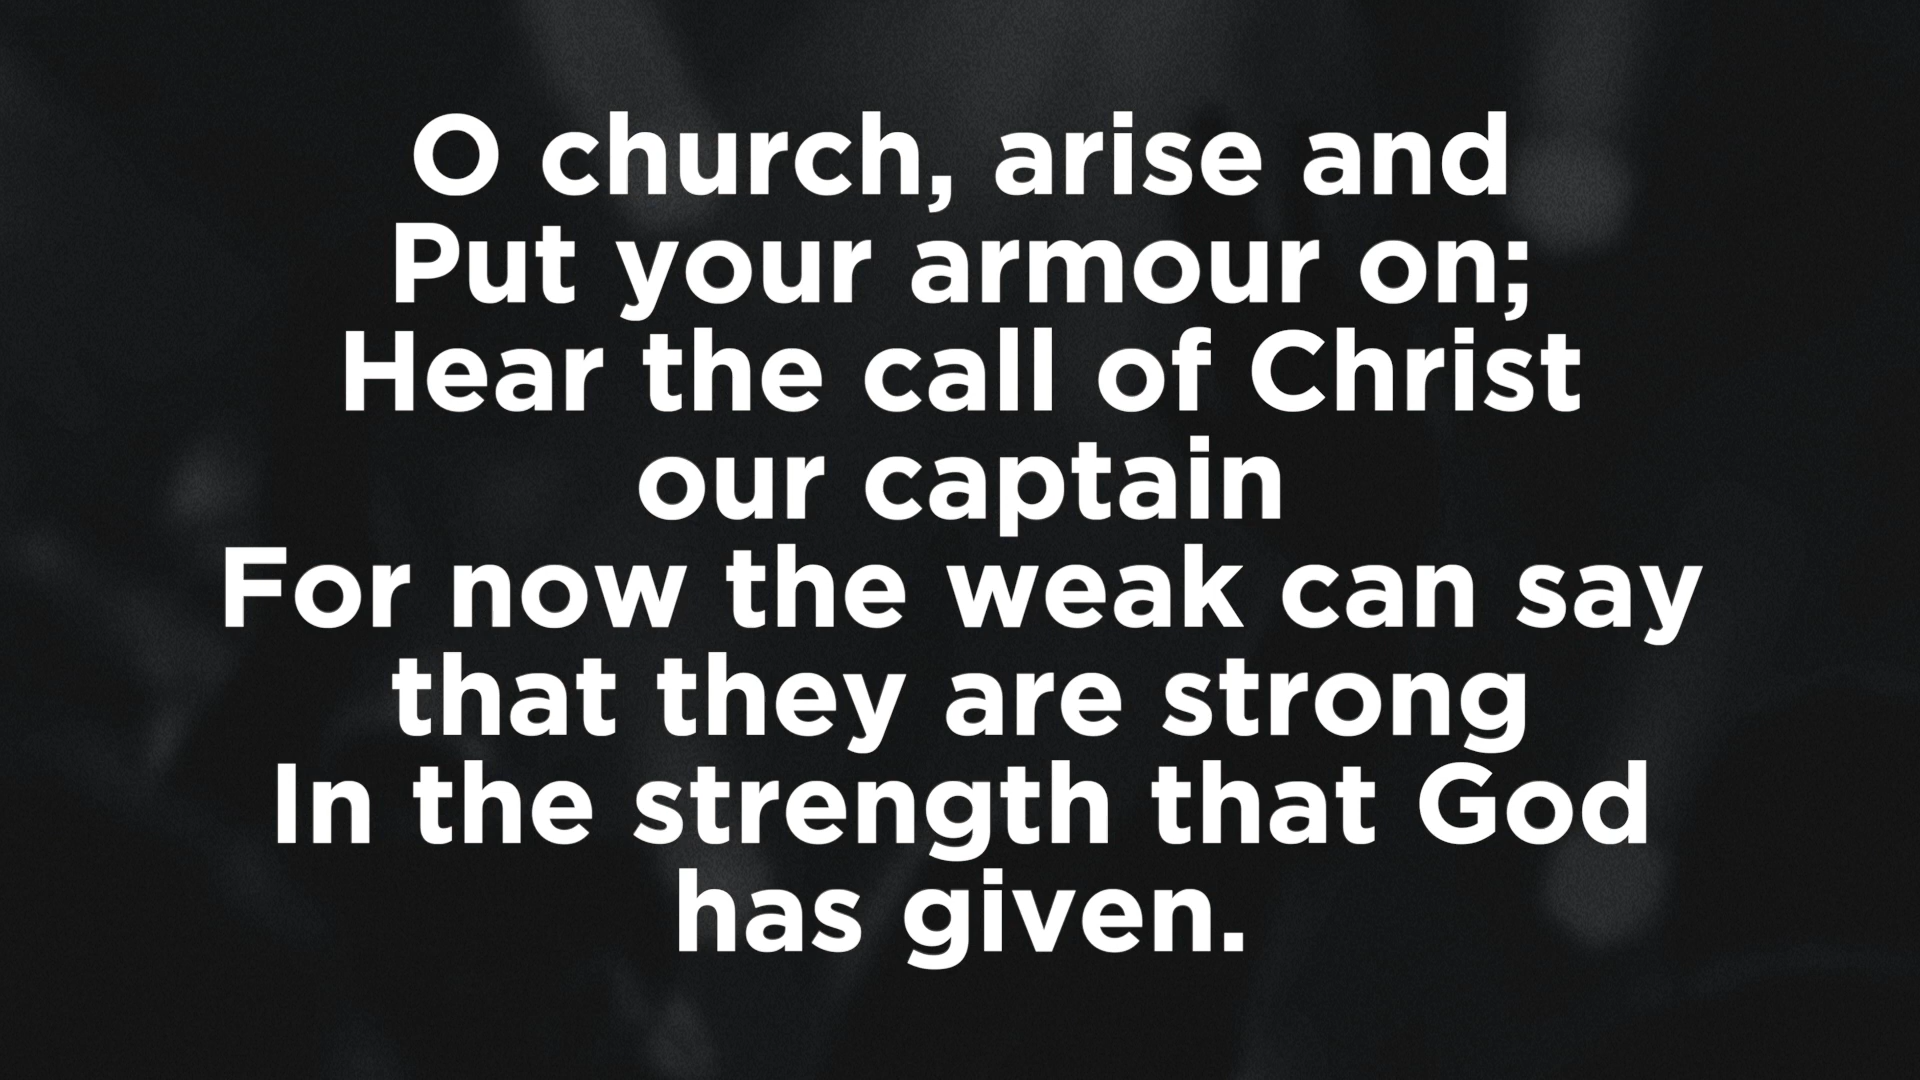 O church, arise and
Put your armour on;
Hear the call of Christ
our captain
For now the weak can say
that they are strong
In the strength that God
has given.